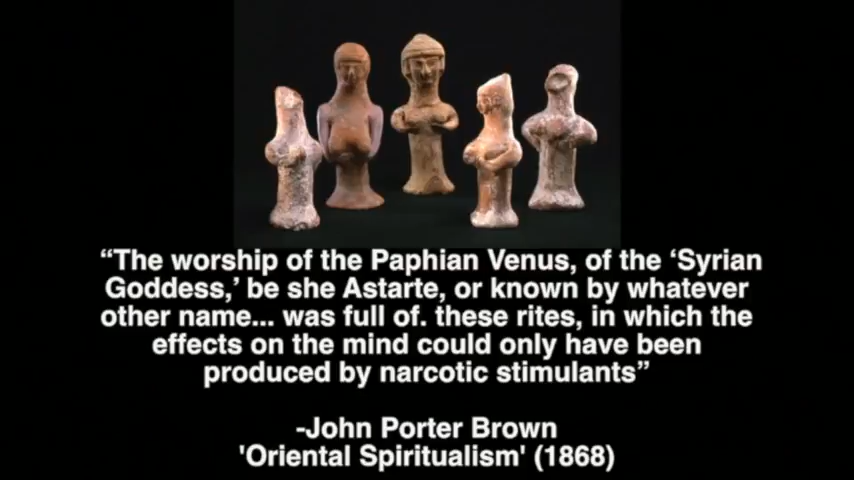 “The worship of the Paphian Venus, of the ‘Syrian
Goddess,’ be she Astarte, or known by whatever
other name... was full of. these rites, in which the
effects on the mind could only have been
produced by narcotic stimulants”
-John Porter Brown
'Oriental Spiritualism' (1868)